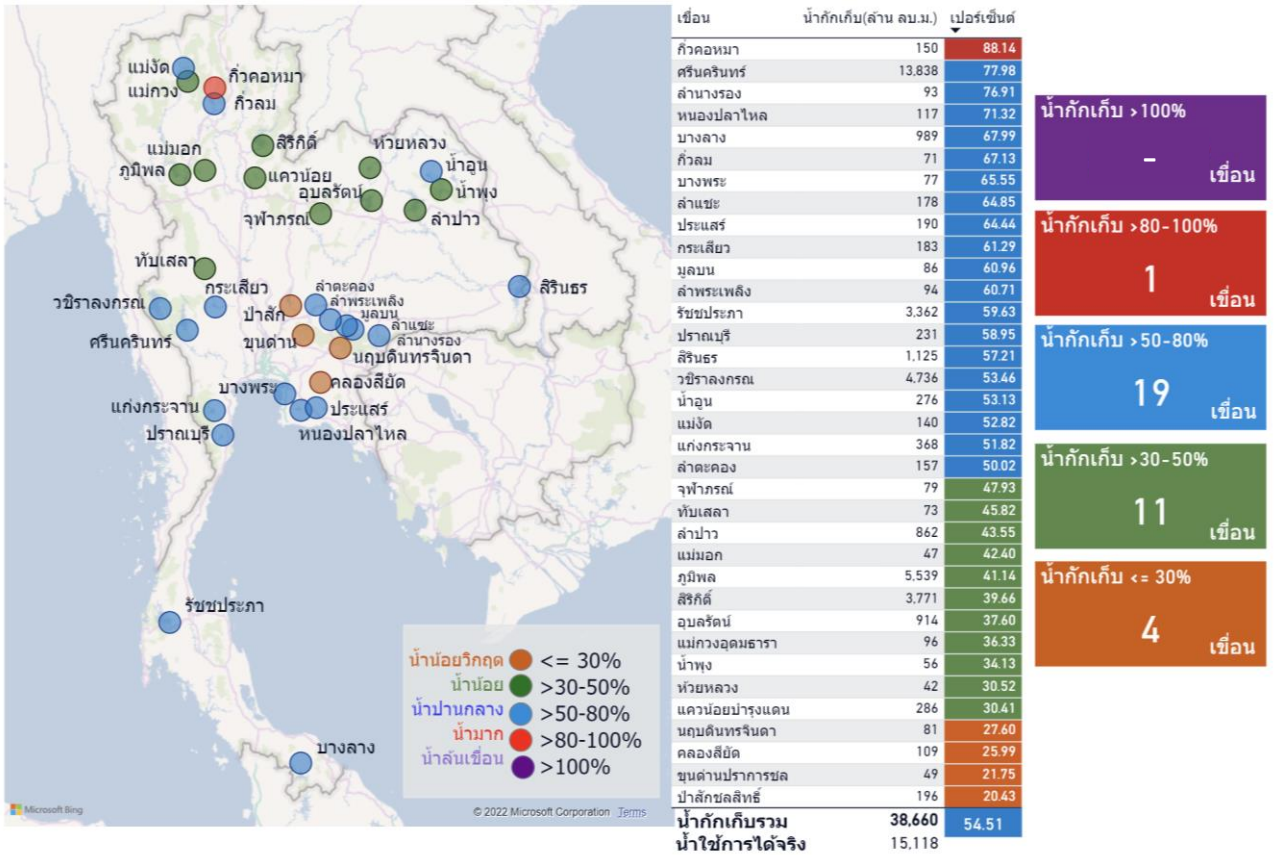 แม่งัด
แม่กวง
กิ่วคอหมา
กิ่วลม
สิริกิติ์
แม่มอก
ภูมิพล
แควน้อย
ห้วยหลวง
น้ำอูน
อุบลรัตน์
น้ำพุง
จุฬาภรณ์
ลำปาว
ทับเสลา
กระเสียว
ลำตะคอง
วชิราลงกรณ
ป่าสัก
ลำพระเพลิง
มูลบน
สิรินธร
ศรีนครินทร์
ขุนด่าน
ลำแชะ
ลำนางรอง
นฤบดินทรจินดา
บางพระ
คลองสียัด
แก่งกระจาน
ประแสร์
ปราณบุรี
หนองปลาไหล
รัชชประภา
บางลาง
น้ำน้อยวิกฤต <= 30%
น้ำน้อย >30-50%
น้ำปานกลาง >50-80%
น้ำมาก >80-100%
น้ำล้นเขื่อน >100%
Microsoft Bing
© 2022 Microsoft Corporation Terms
เขื่อน น้ำกักเก็บ(ล้าน ลบ.ม.) เปอร์เซ็นต์
กิ่วคอหมา 150 88.14
ศรีนครินทร์ 13,838 77.98
ลำนางรอง 93 76.91
หนองปลาไหล 117 71.32
บางลาง 989 67.99
กิ่วลม 71 67.13
บางพระ 77 65.55
ลำแชะ 178 64.85
ประแสร์ 190 64.44
กระเสียว 183 61.29
มูลบน 86 60.96
ลำพระเพลิง 94 60.71
รัชชประภา 3,362 59.63
ปราณบุรี 231 58.95
สิรินธร 1,125 57.21
วชิราลงกรณ 4,736 53.46
น้ำอูน 276 53.13
แม่งัด 140 52.82
แก่งกระจาน 368 51.82
ลำตะคอง 157 50.02
จุฬาภรณ์ 79 47.93
ทับเสลา 73 45.82
ลำปาว 862 43.55
แม่มอก 47 42.40
ภูมิพล 5,539 41.14
สิริกิติ์ 3,771 39.66
อุบลรัตน์ 914 37.60
แม่กวงอุดมธารา 96 36.33
น้ำพุง 56 34.13
ห้วยหลวง 42 30.52
แควน้อยบำรุงแดน 286 30.41
นฤบดินทรจินดา 81 27.60
คลองสียัด 109 25.99
ขุนด่านปราการชล 49 21.75
ป่าสักชลสิทธิ์ 196 20.43
น้ำกักเก็บรวม 38,660 54.51
น้ำใช้การได้จริง 15,118
น้ำกักเก็บ >100%
-
เขื่อน
น้ำกักเก็บ >80-100%
1
เขื่อน
น้ำกักเก็บ >50-80%
19
เขื่อน
น้ำกักเก็บ >30-50%
11
เขื่อน
น้ำกักเก็บ <= 30%
4
เขื่อน